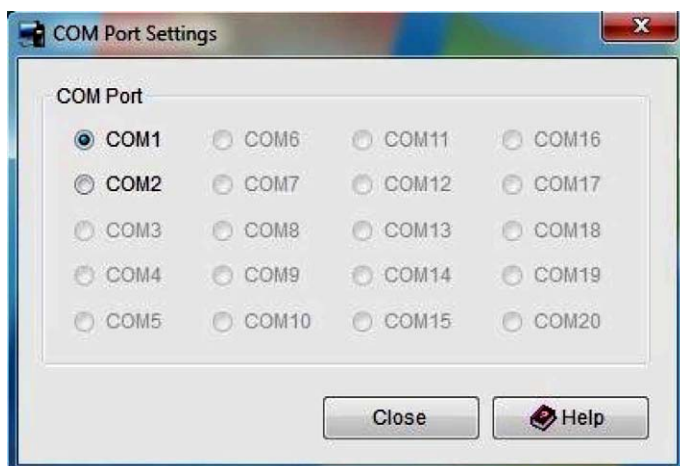 COM Port Settings
COM Port
COM1 COM6 COM11 COM16
COM2 COM7 COM12 COM17
COM3 COM8 COM13 COM18
COM4 COM9 COM14 COM19
COM5 COM10 COM15 COM20
Close Help